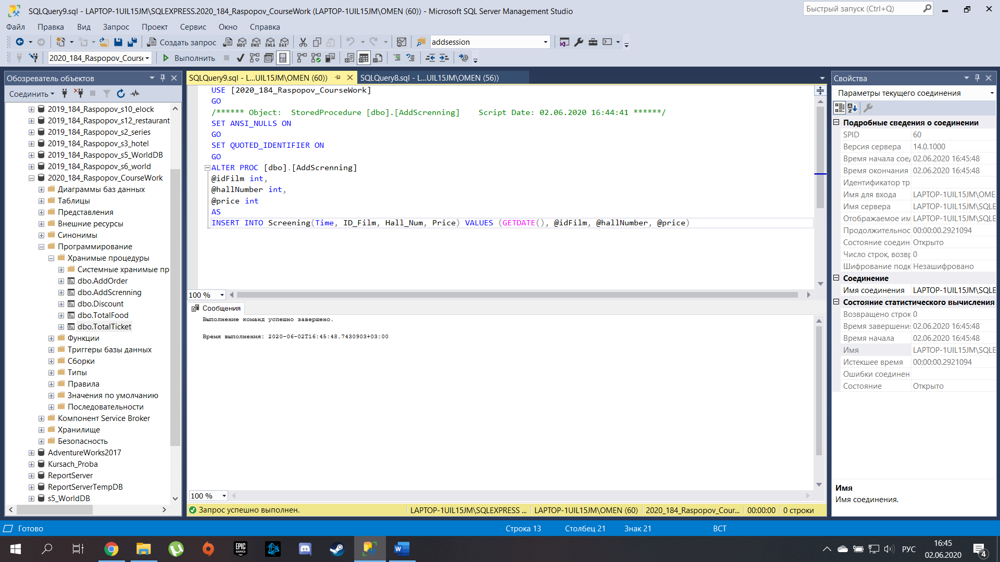 SQLQuery9.sql - LAPTOP-1UIL15JM\SQLEXPRESS.2020_184_Raspopov_CourseWork (LAPTOP-1UIL15JM\OMEN (60)) - Microsoft SQL Server Management Studio
Быстрый запуск (Ctrl+Q)
Файл Правка Вид Запрос Проект Сервис Окно Справка
Создать запрос
MDX DMX XMLA DAX
addsession
2020_184_Raspopov_Cours
Выполнить
Обозреватель объектов
Соединить
2019_184_Raspopov_s10_elock
2019_184_Raspopov_s12_restaurant
2019_184_Raspopov_s2_series
2019_184_Raspopov_s3_hotel
2019_184_Raspopov_s5_WorldDB
2019_184_Raspopov_s6_world
2020_184_Raspopov_CourseWork
Диаграммы баз данных
Таблицы
Представления
Внешние ресурсы
Синонимы
Программирование
Хранимые процедуры
Системные хранимые пр
dbo.AddOrder
dbo.AddScrenning
dbo.Discount
dbo.TotalFood
dbo.TotalTicket
Функции
Триггеры базы данных
Сборки
Типы
Правила
Значения по умолчанию
Последовательности
Компонент Service Broker
Хранилище
Безопасность
AdventureWorks2017
Kursach_Proba
ReportServer
ReportServerTempDB
s5_WorldDB
SQLQuery9.sql - L...UIL15JM\OMEN (60))
SQLQuery8.sql - L...UIL15JM\OMEN (56))
USE [2020_184_Raspopov_CourseWork]
GO
/****** Object:  StoredProcedure [dbo].[AddScrenning]    Script Date: 02.06.2020 16:44:41 ******/
SET ANSI_NULLS ON
GO
SET QUOTED_IDENTIFIER ON
GO
ALTER PROC [dbo].[AddScrenning]
@idFilm int,
@hallNumber int,
@price int
AS
INSERT INTO Screening(Time, ID_Film, Hall_Num, Price) VALUES (GETDATE(), @idFilm, @hallNumber, @price)
100 %
Сообщения
Выполнение команд успешно завершено.
Время выполнения: 2020-06-02T16:45:48.7430903+03:00
100 %
Запрос успешно выполнен.
LAPTOP-1UIL15JM\SQLEXPRESS ...
LAPTOP-1UIL15JM\OMEN (60)
2020_184_Raspopov_Cour...
00:00:00
0 строки
Свойства
Параметры текущего соединения
Подробные сведения о соединении
SPID 60
Версия сервера 14.0.1000
Время начала соед 02.06.2020 16:45:48
Время окончания 02.06.2020 16:45:48
Идентификатор тр
Имя для входа LAPTOP-1UIL15JM\OME
Имя сервера LAPTOP-1UIL15JM\SQLE
Отображаемое им LAPTOP-1UIL15JM\SQLE
Продолжительнос 00:00:00.2921094
Состояние соедин Открыто
Число строк, возвр 0
Шифрование подк Незашифровано
Соединение
Имя соединения LAPTOP-1UIL15JM\SQLE
Состояние статистического вычисления
Возвращено строк 0
Время завершени 02.06.2020 16:45:48
Время начала 02.06.2020 16:45:48
Имя LAPTOP-1UIL15JM\SQLE
Истекшее время 00:00:00.2921094
Ошибки соединен
Состояние Открыто
Имя
Имя соединения.
Готово
Строка 13
Столбец 21
Знак 21
ВСТ
EPIC GAMES
РУС
16:45
02.06.2020
4